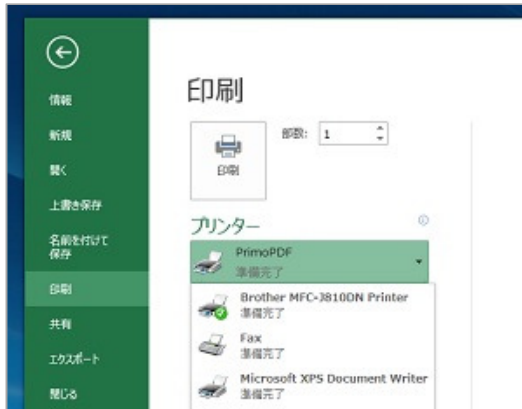 情報
新規
開く
上書き保存
名前を付けて
保存
印刷
共有
エクスポート
閉じる
印刷
部数: 1
印刷
プリンター
PrimoPDF
準備完了
Brother MFC-J810DN Printer
準備完了
Fax
準備完了
Microsoft XPS Document Writer
準備完了